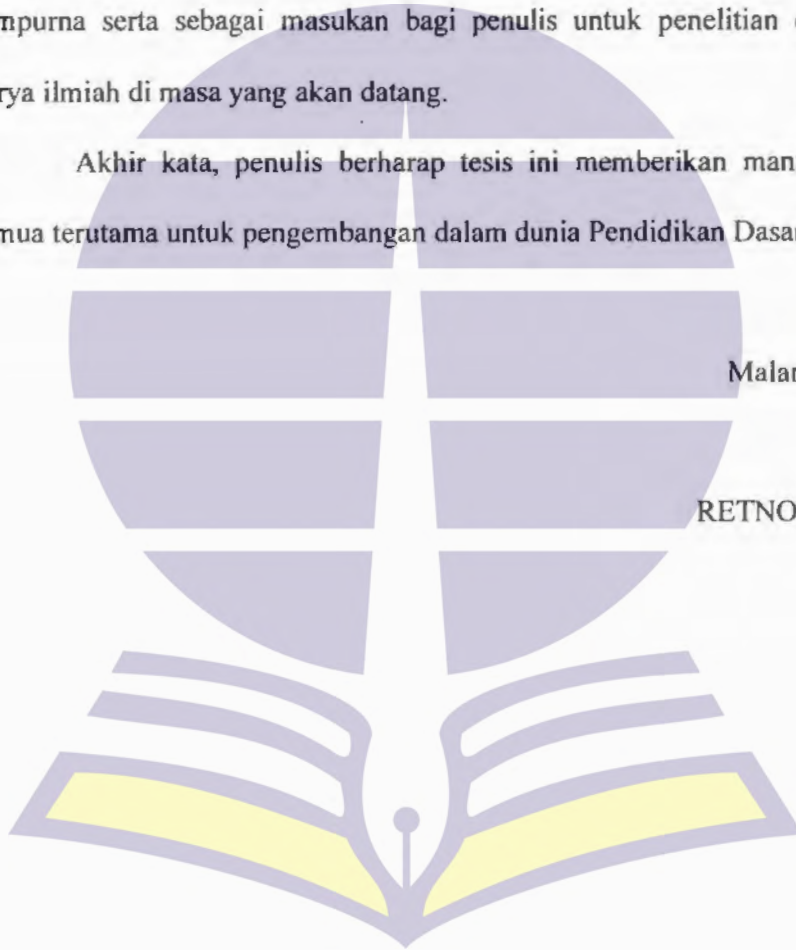 mpurna serta sebagai masukan bagi penulis untuk penelitian
rya ilmiah di masa yang akan datang.
Akhir kata, penulis berharap tesis ini memberikan man
mua terutama untuk pengembangan dalam dunia Pendidikan Dasar
Malan
RETNO